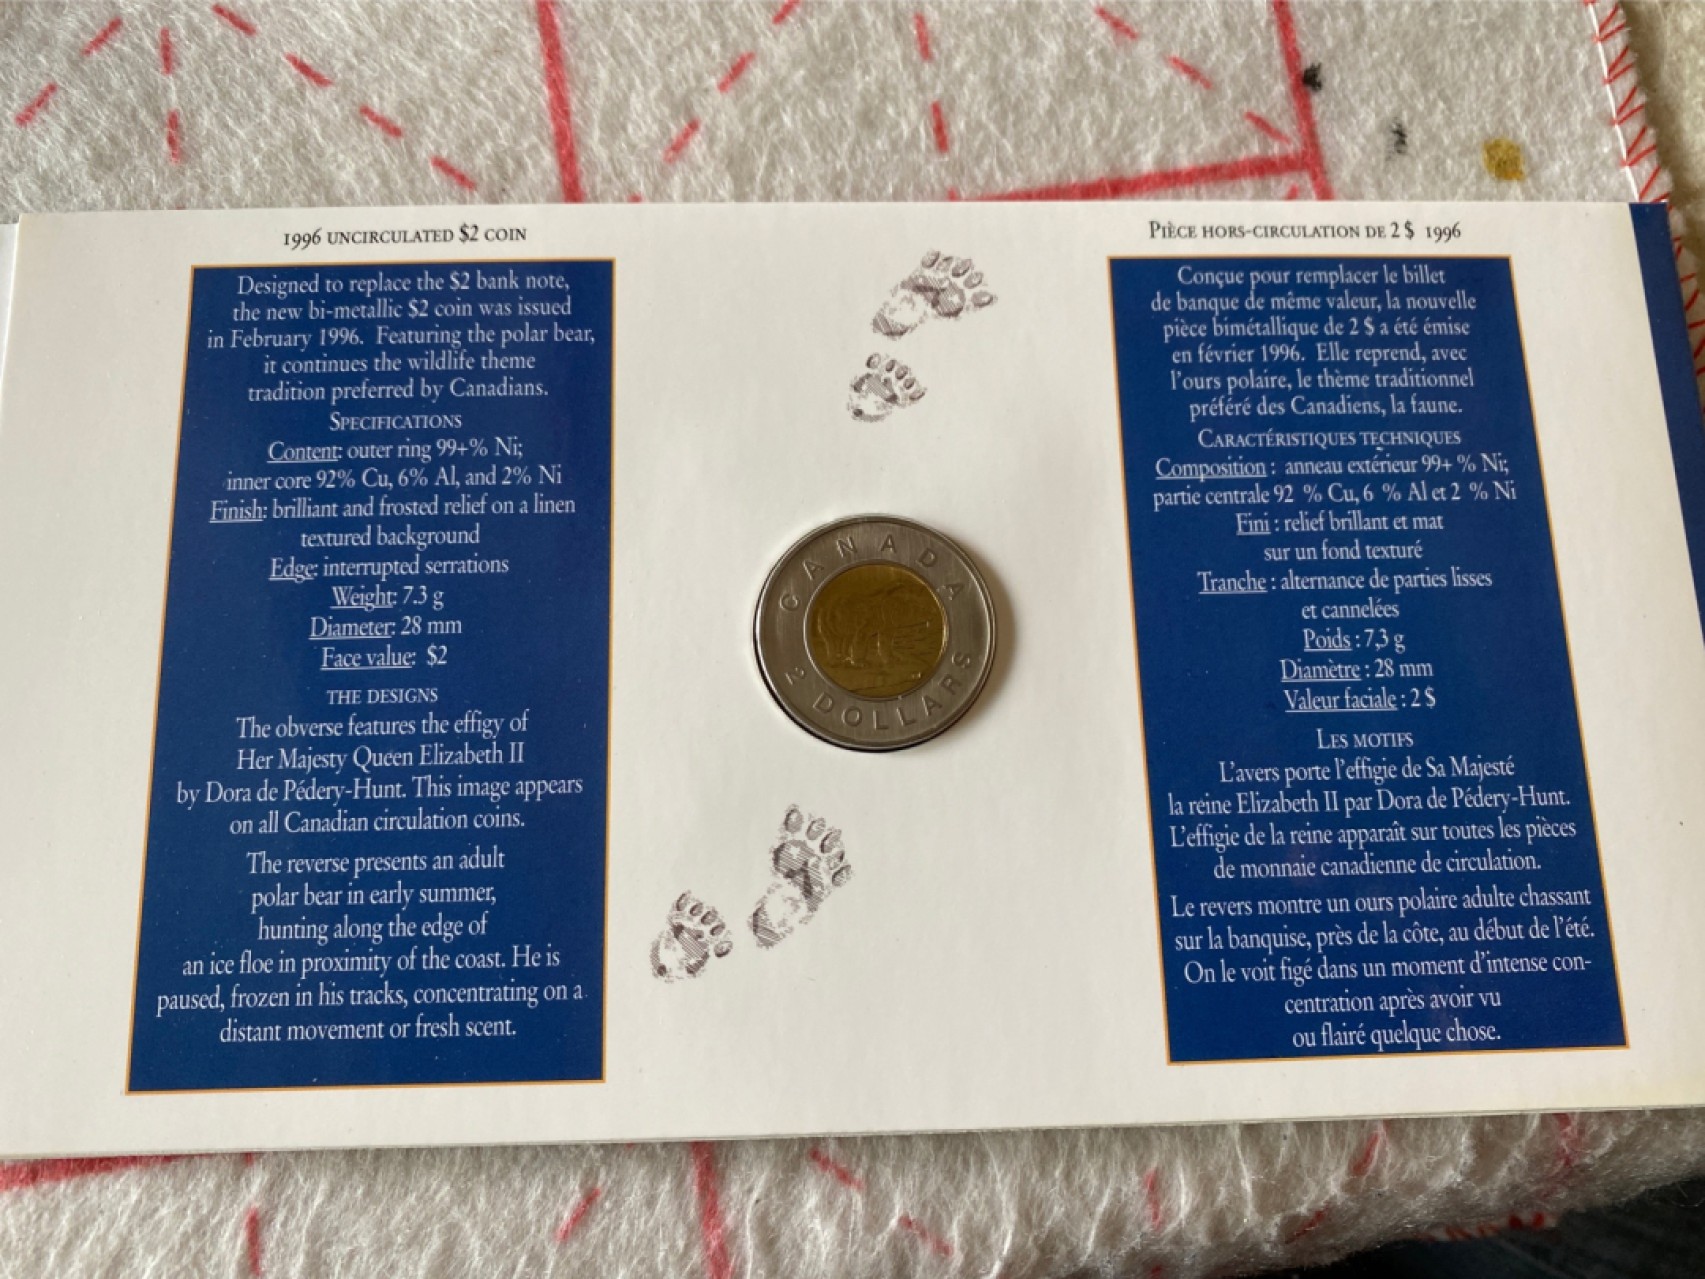 1996 UNCIRCULATED $2 COIN
Designed to replace the $2 bank note,
the new bi-metallic $2 coin was issued
in February 1996. Featuring the polar bear,
it continues the wildlife theme
tradition preferred by Canadians.
SPECIFICATIONS
Content: outer ring 99+% Ni;
inner core 92% Cu, 6% Al, and 2% Ni
Finish: brilliant and frosted relief on a linen
textured background
Edge: interrupted serrations
Weight: 7.3 g
Diameter: 28 mm
Face value: $2
THE DESIGNS
The obverse features the effigy of
Her Majesty Queen Elizabeth II
by Dora de Pédery-Hunt. This image appears
on all Canadian circulation coins.
The reverse presents an adult
polar bear in early summer,
hunting along the edge of
an ice floe in proximity of the coast. He is
paused, frozen in his tracks, concentrating on a
distant movement or fresh scent.
CANADA
2 DOLLARS
PIÈCE HORS-CIRCULATION DE 2 $ 1996
Conçue pour remplacer le billet
de banque de même valeur, la nouvelle
pièce bimétallique de 2 $ a été émise
en février 1996. Elle reprend, avec
l'ours polaire, le thème traditionnel
préféré des Canadiens, la faune.
CARACTÉRISTIQUES TECHNIQUES
Composition : anneau extérieur 99+ % Ni;
partie centrale 92 % Cu, 6 % Al et 2 % Ni
Fini : relief brillant et mat
sur un fond texturé
Tranche : alternance de parties lisses
et cannelées
Poids : 7,3 g
Diamètre : 28 mm
Valeur faciale : 2 $
LES MOTIFS
L'avers porte l'effigie de Sa Majesté
la reine Elizabeth II par Dora de Pédery-Hunt.
L'effigie de la reine apparaît sur toutes les pièces
de monnaie canadienne de circulation.
Le revers montre un ours polaire adulte chassant
sur la banquise, près de la côte, au début de l'été.
On le voit figé dans un moment d'intense con-
centration après avoir vu
ou flairé quelque chose.